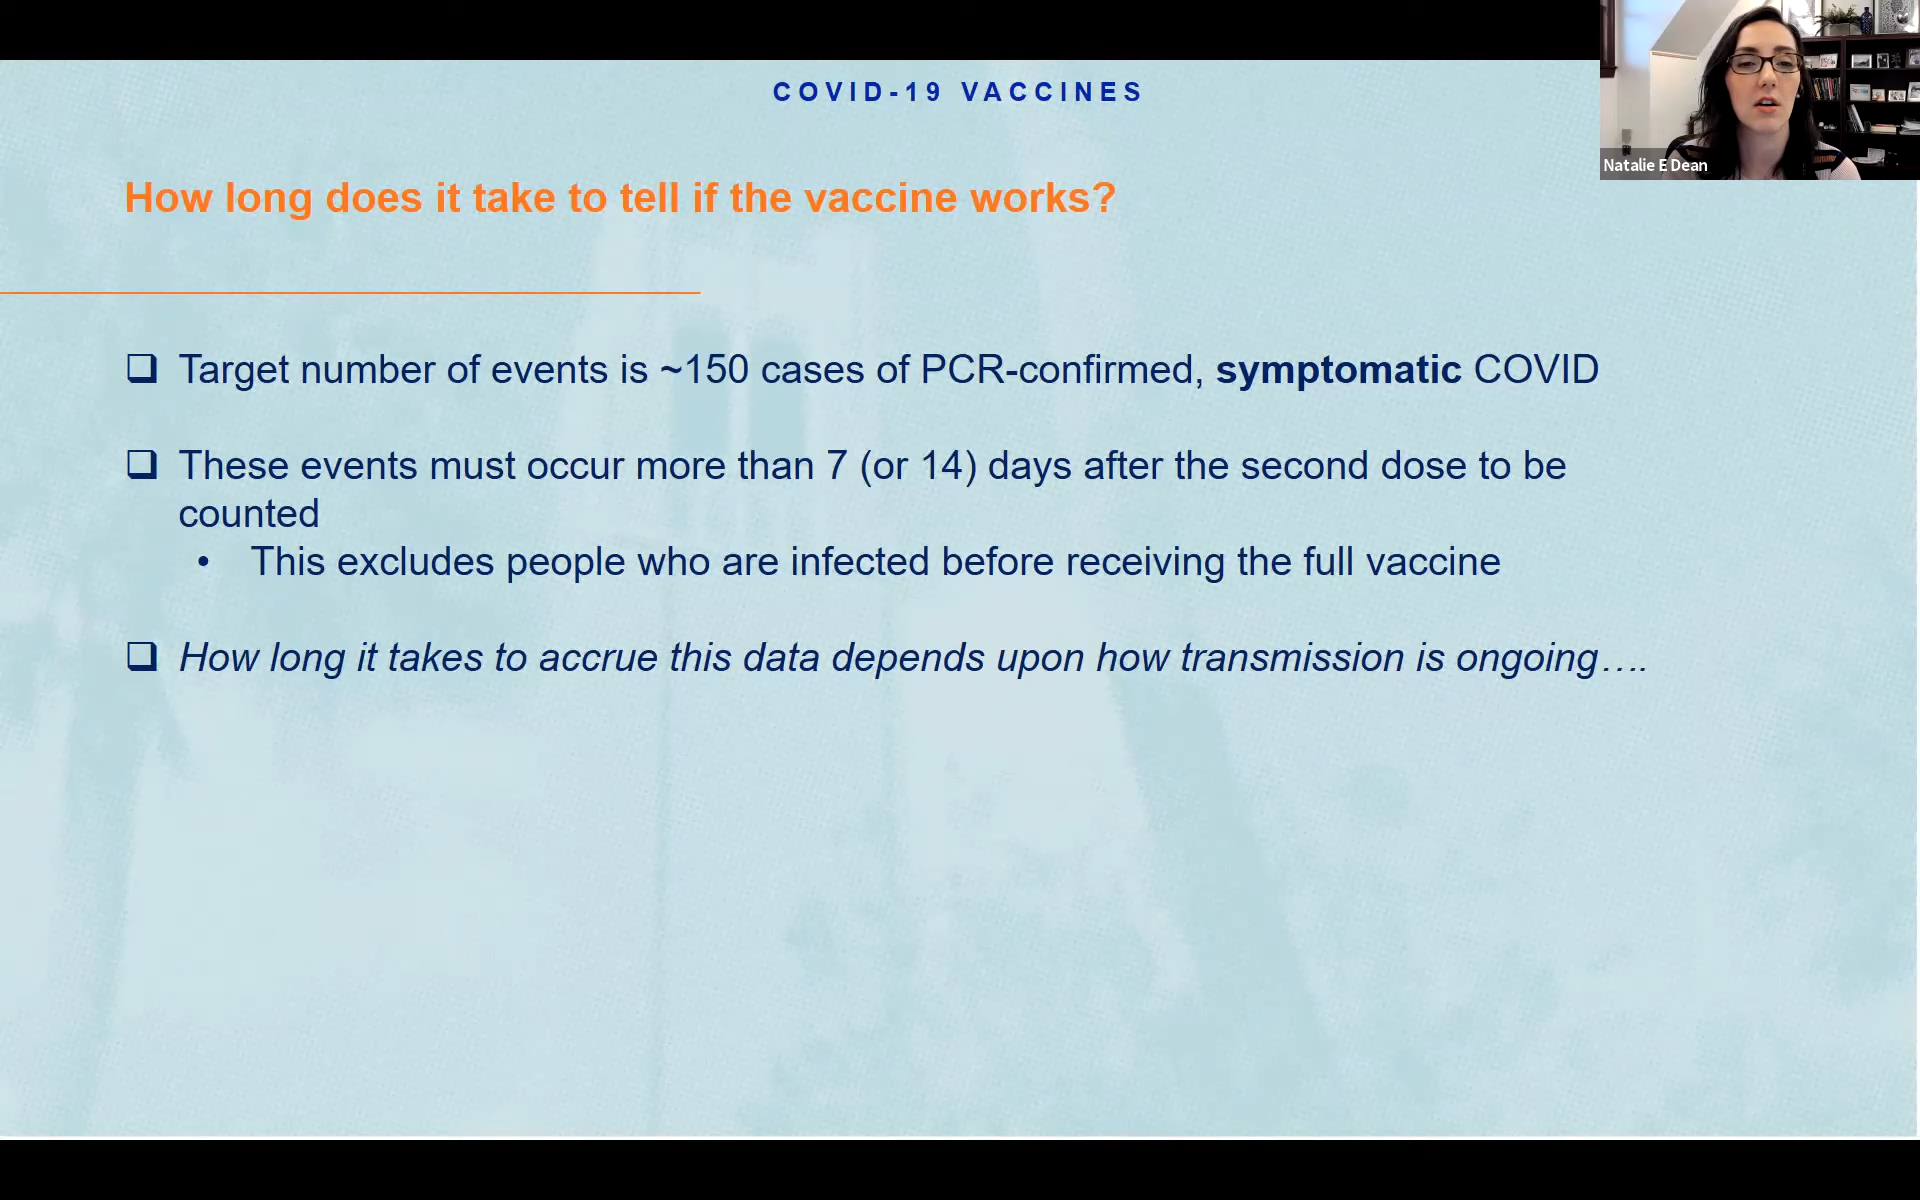 COVID-19 VACCINES
Natalie E Dean
How long does it take to tell if the vaccine works?
❑ Target number of events is ~150 cases of PCR-confirmed, symptomatic COVID
❑ These events must occur more than 7 (or 14) days after the second dose to be
counted
• This excludes people who are infected before receiving the full vaccine
❑ How long it takes to accrue this data depends upon how transmission is ongoing….